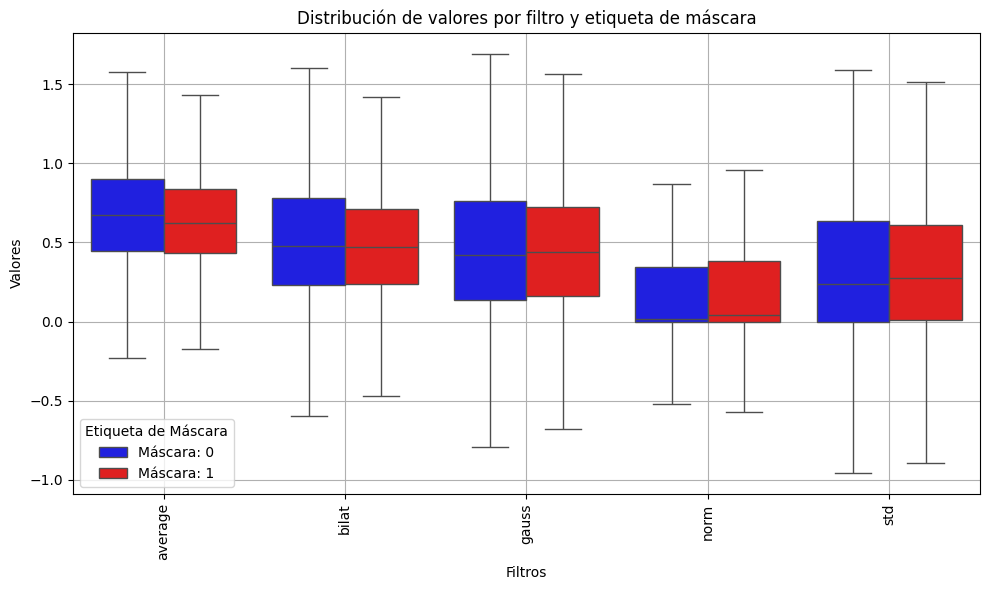 Distribución de valores por filtro y etiqueta de máscara
Valores
1.5
1.0
0.5
0.0
−0.5
−1.0
Etiqueta de Máscara
Máscara: 0
Máscara: 1
average
bilat
gauss
norm
std
Filtros